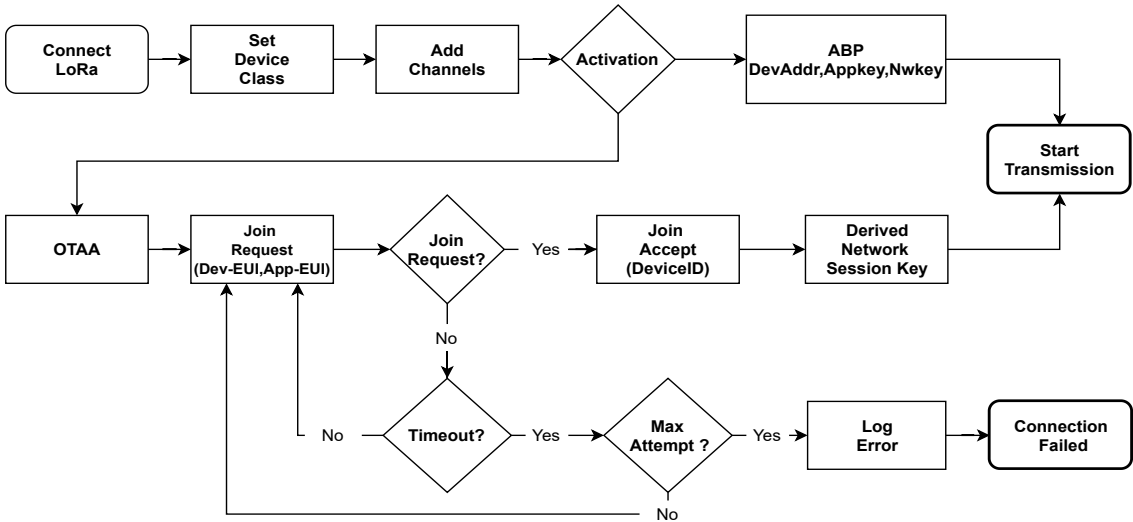 Connect
LoRa
Set
Device
Class
Add
Channels
Activation
ABP
DevAddr,Appkey,Nwkey
Start
Transmission
OTAA
Join
Request
(Dev-EUI,App-EUI)
Join
Request?
Yes
Join
Accept
(DeviceID)
Derived
Network
Session Key
No
No
Timeout?
Yes
Max
Attempt ?
Yes
Log
Error
Connection
Failed
No